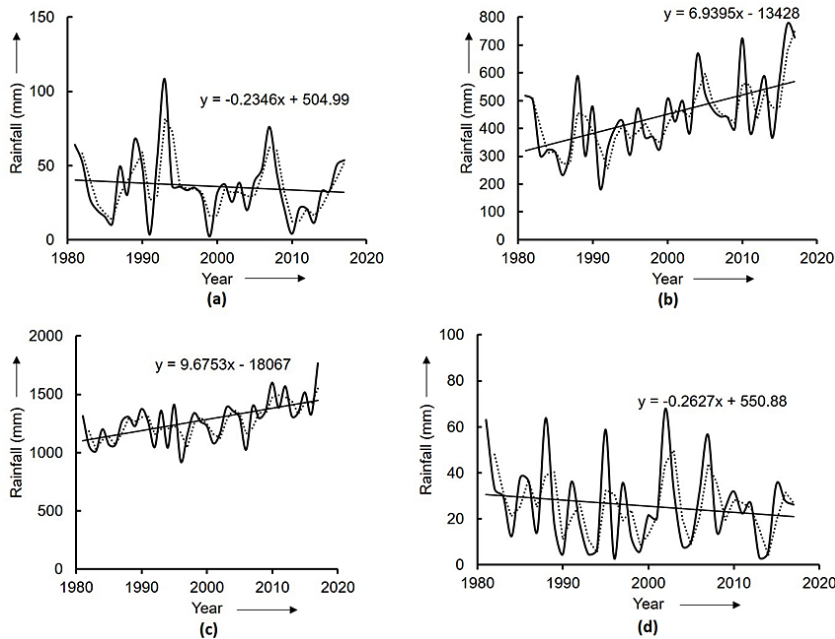 150
100
50
0
Rainfall (mm)
y = -0.2346x + 504.99
1980 1990 2000 2010 2020
Year
(a)
800
700
600
500
400
300
200
100
0
Rainfall (mm)
y = 6.9395x - 13428
1980 1990 2000 2010 2020
Year
(b)
2000
1500
1000
500
0
Rainfall (mm)
y = 9.6753x - 18067
1980 1990 2000 2010 2020
Year
(c)
100
80
60
40
20
0
Rainfall (mm)
y = -0.2627x + 550.88
1980 1990 2000 2010 2020
Year
(d)